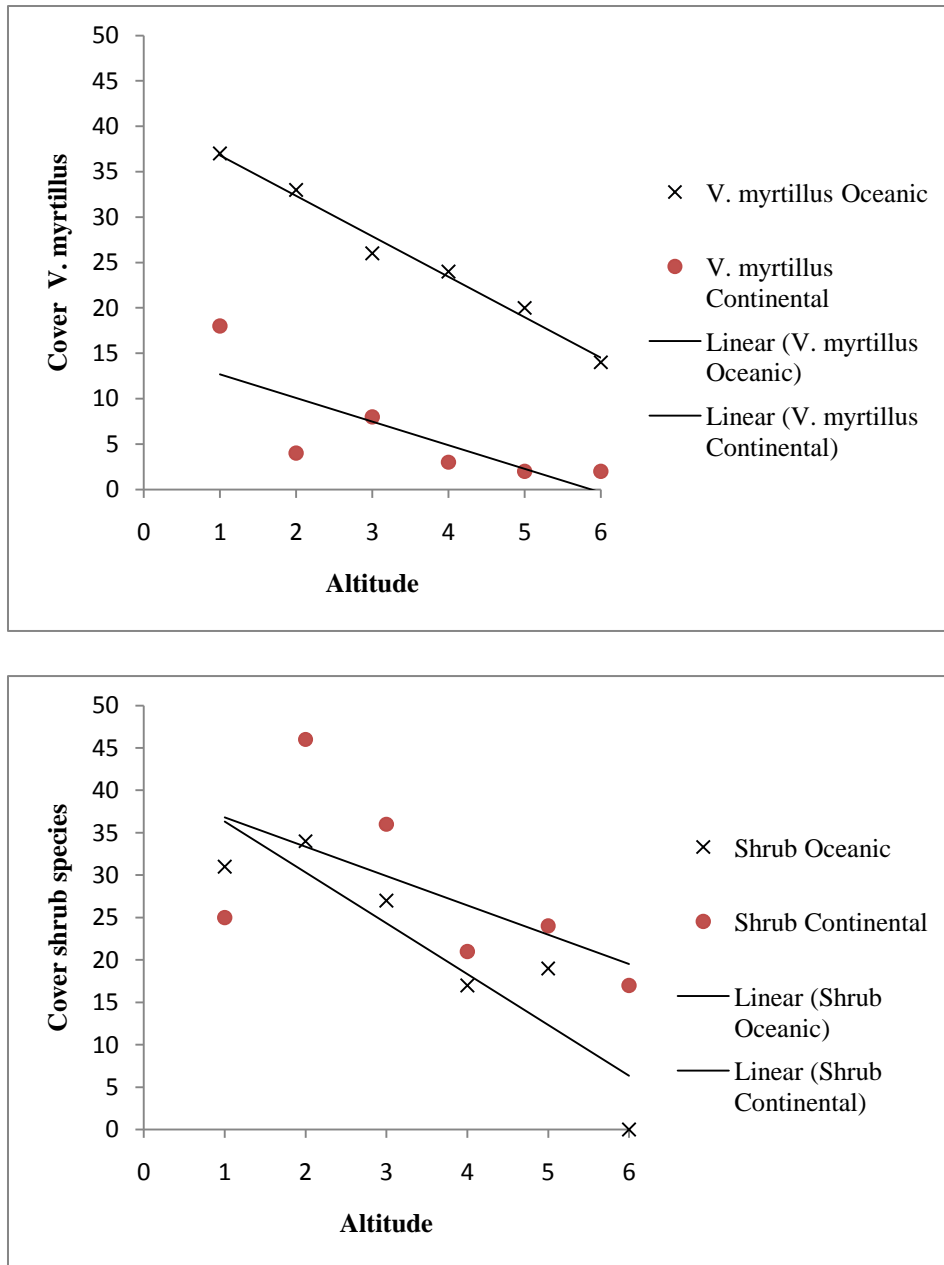 50
45
40
35
30
25
20
15
10
5
0
Cover V. myrtillus
0 1 2 3 4 5 6
Altitude
V. myrtillus Oceanic
V. myrtillus
Continental
Linear (V. myrtillus
Oceanic)
Linear (V. myrtillus
Continental)
50
45
40
35
30
25
20
15
10
5
0
Cover shrub species
0 1 2 3 4 5 6
Altitude
Shrub Oceanic
Shrub Continental
Linear (Shrub
Oceanic)
Linear (Shrub
Continental)